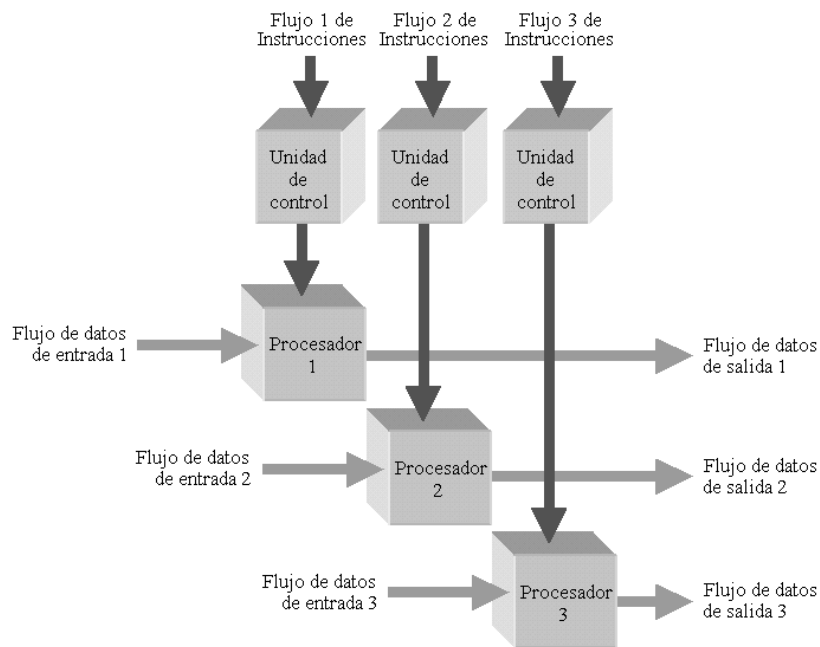 Flujo 1 de
Instrucciones
Flujo 2 de
Instrucciones
Flujo 3 de
Instrucciones
Unidad
de
control
Unidad
de
control
Unidad
de
control
Flujo de datos
de entrada 1
Procesador
1
Flujo de datos
de salida 1
Flujo de datos
de entrada 2
Procesador
2
Flujo de datos
de salida 2
Flujo de datos
de entrada 3
Procesador
3
Flujo de datos
de salida 3